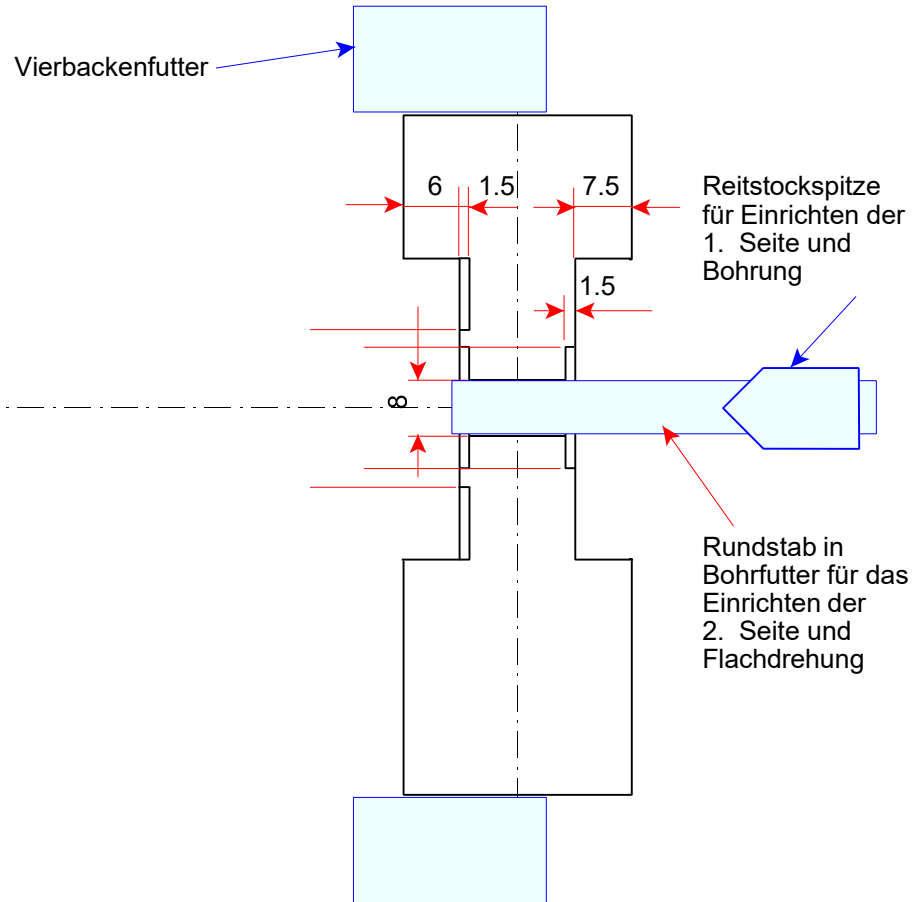 Vierbackenfutter
6
1.5
7.5
Reitstockspitze
für Einrichten der
1.  Seite und
Bohrung
1.5
8
Rundstab in
Bohrfutter für das
Einrichten der
2.  Seite und
Flachdrehung